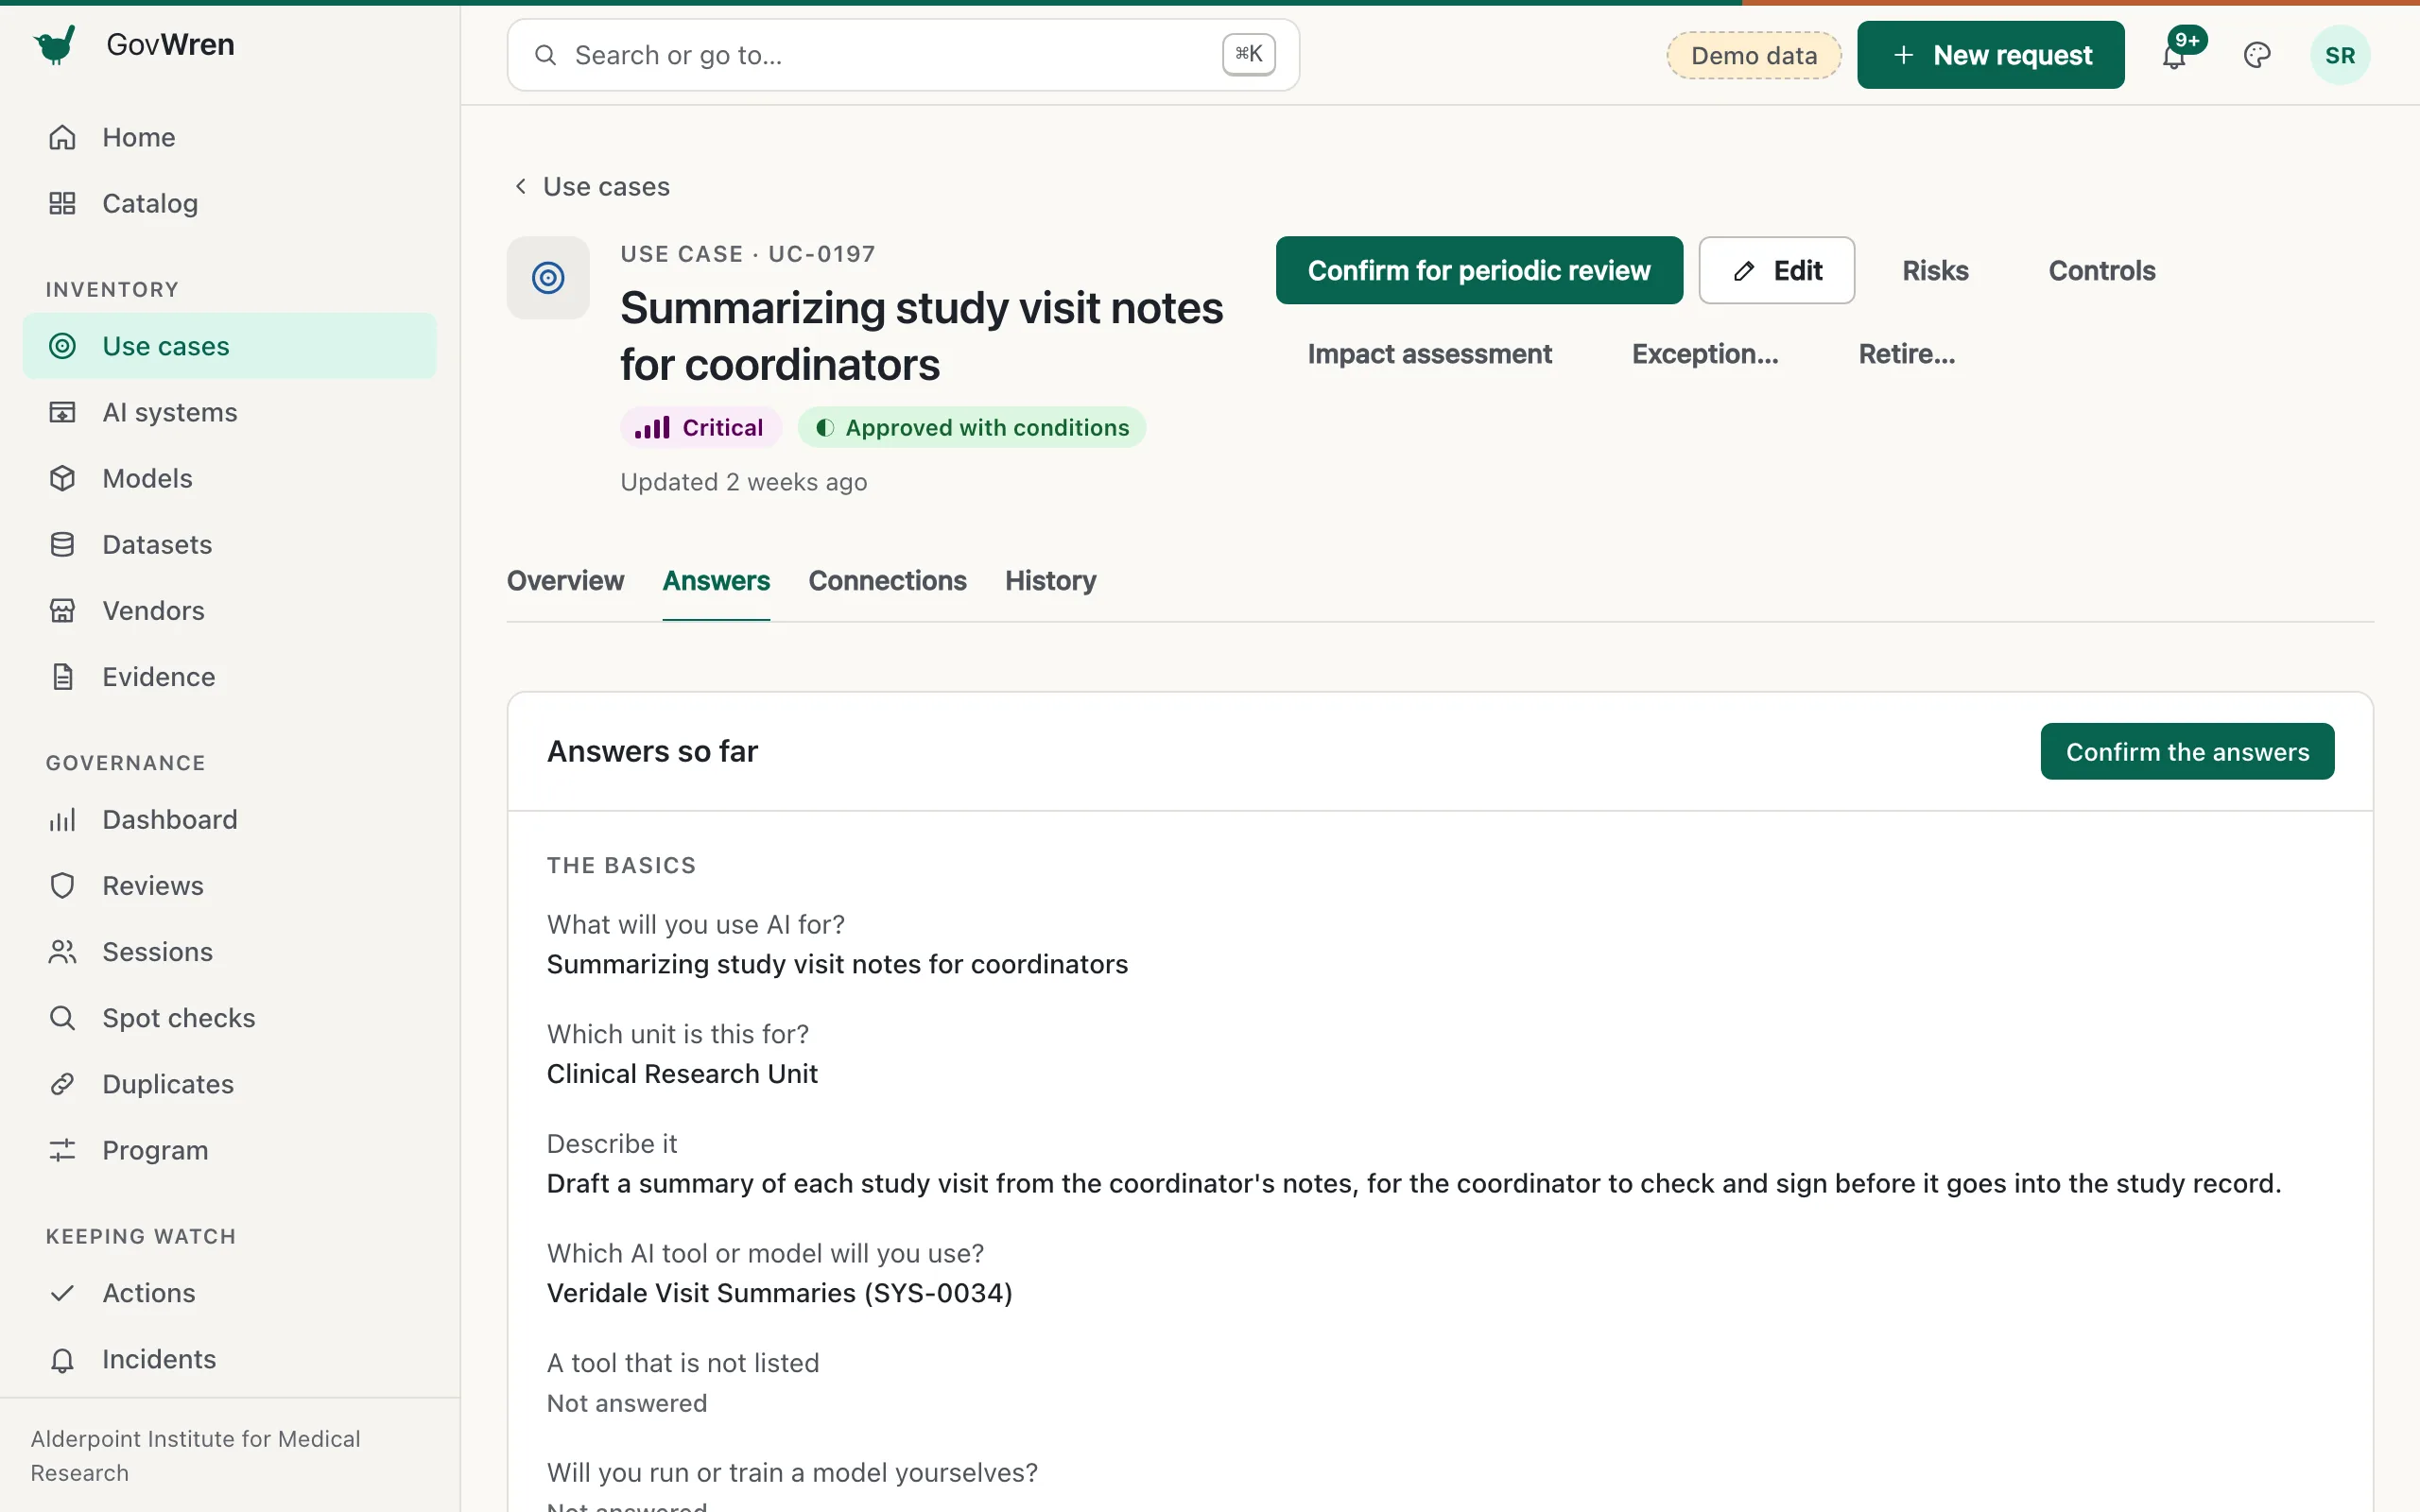 GovWren
Search or go to...
⌘K
Demo data
New request
9+
SR
Home
Catalog
INVENTORY
Use cases
AI systems
Models
Datasets
Vendors
Evidence
GOVERNANCE
Dashboard
Reviews
Sessions
Spot checks
Duplicates
Program
KEEPING WATCH
Actions
Incidents
Alderpoint Institute for Medical
Research
Use cases
USE CASE · UC-0197
Summarizing study visit notes
for coordinators
Critical
Approved with conditions
Updated 2 weeks ago
Confirm for periodic review
Edit
Risks
Controls
Impact assessment
Exception...
Retire...
Overview
Answers
Connections
History
Answers so far
Confirm the answers
THE BASICS
What will you use AI for?
Summarizing study visit notes for coordinators
Which unit is this for?
Clinical Research Unit
Describe it
Draft a summary of each study visit from the coordinator's notes, for the coordinator to check and sign before it goes into the study record.
Which AI tool or model will you use?
Veridale Visit Summaries (SYS-0034)
A tool that is not listed
Not answered
Will you run or train a model yourselves?
Not answered